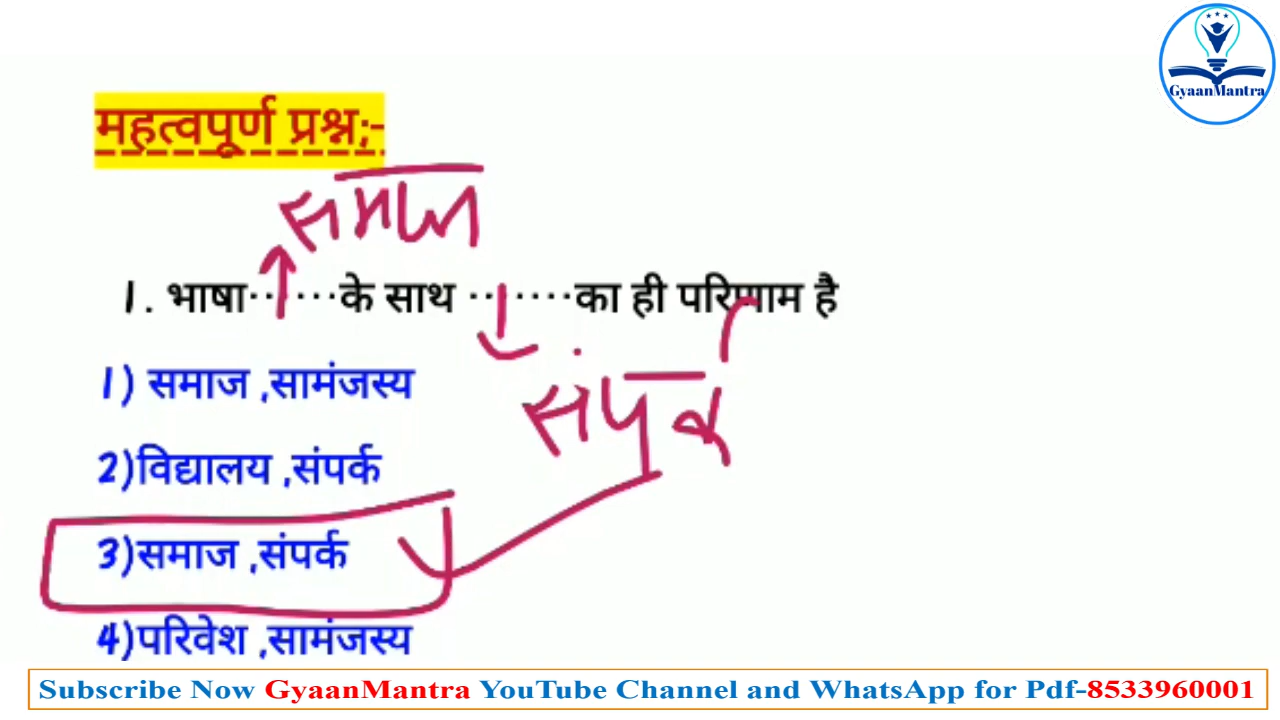 GyaanMantra
महत्वपूर्ण प्रश्न;-
समाज
1. भाषा.......के साथ ........का ही परिणाम है
1) समाज ,सामंजस्य
संपर्क
2)विद्यालय ,संपर्क
3)समाज ,संपर्क
4)परिवेश ,सामंजस्य
Subscribe Now GyaanMantra YouTube Channel and WhatsApp for Pdf-8533960001